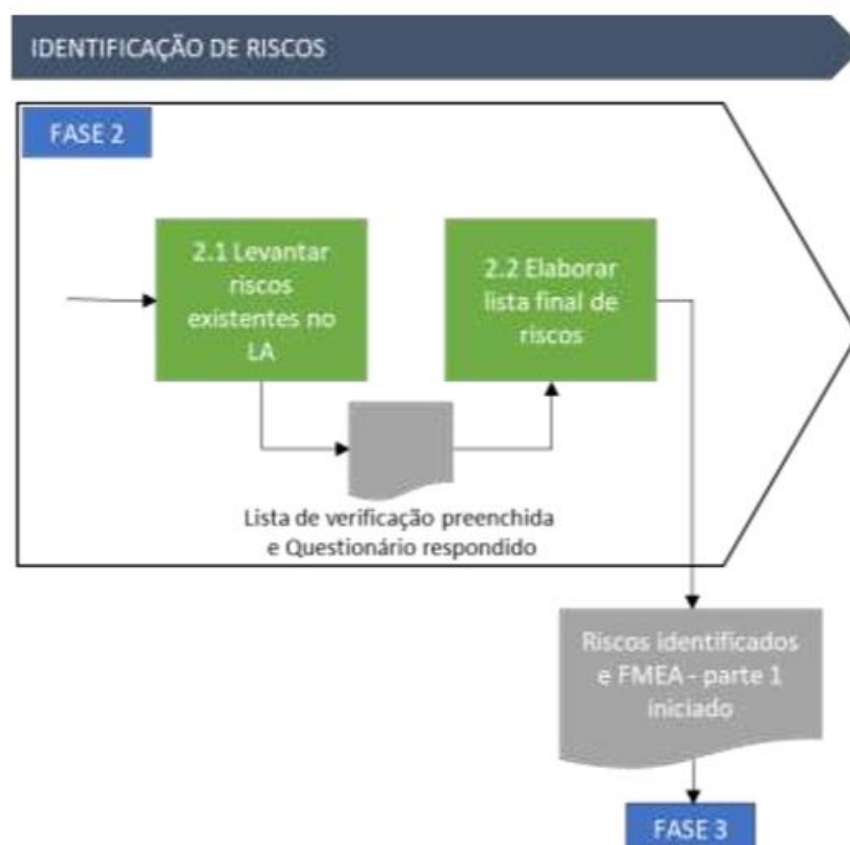 IDENTIFICAÇÃO DE RISCOS
FASE 2
2.1 Levantar
riscos
existentes no
LA
2.2 Elaborar
lista final de
riscos
Lista de verificação preenchida
e Questionário respondido
Riscos identificados
e FMEA - parte 1
iniciado
FASE 3